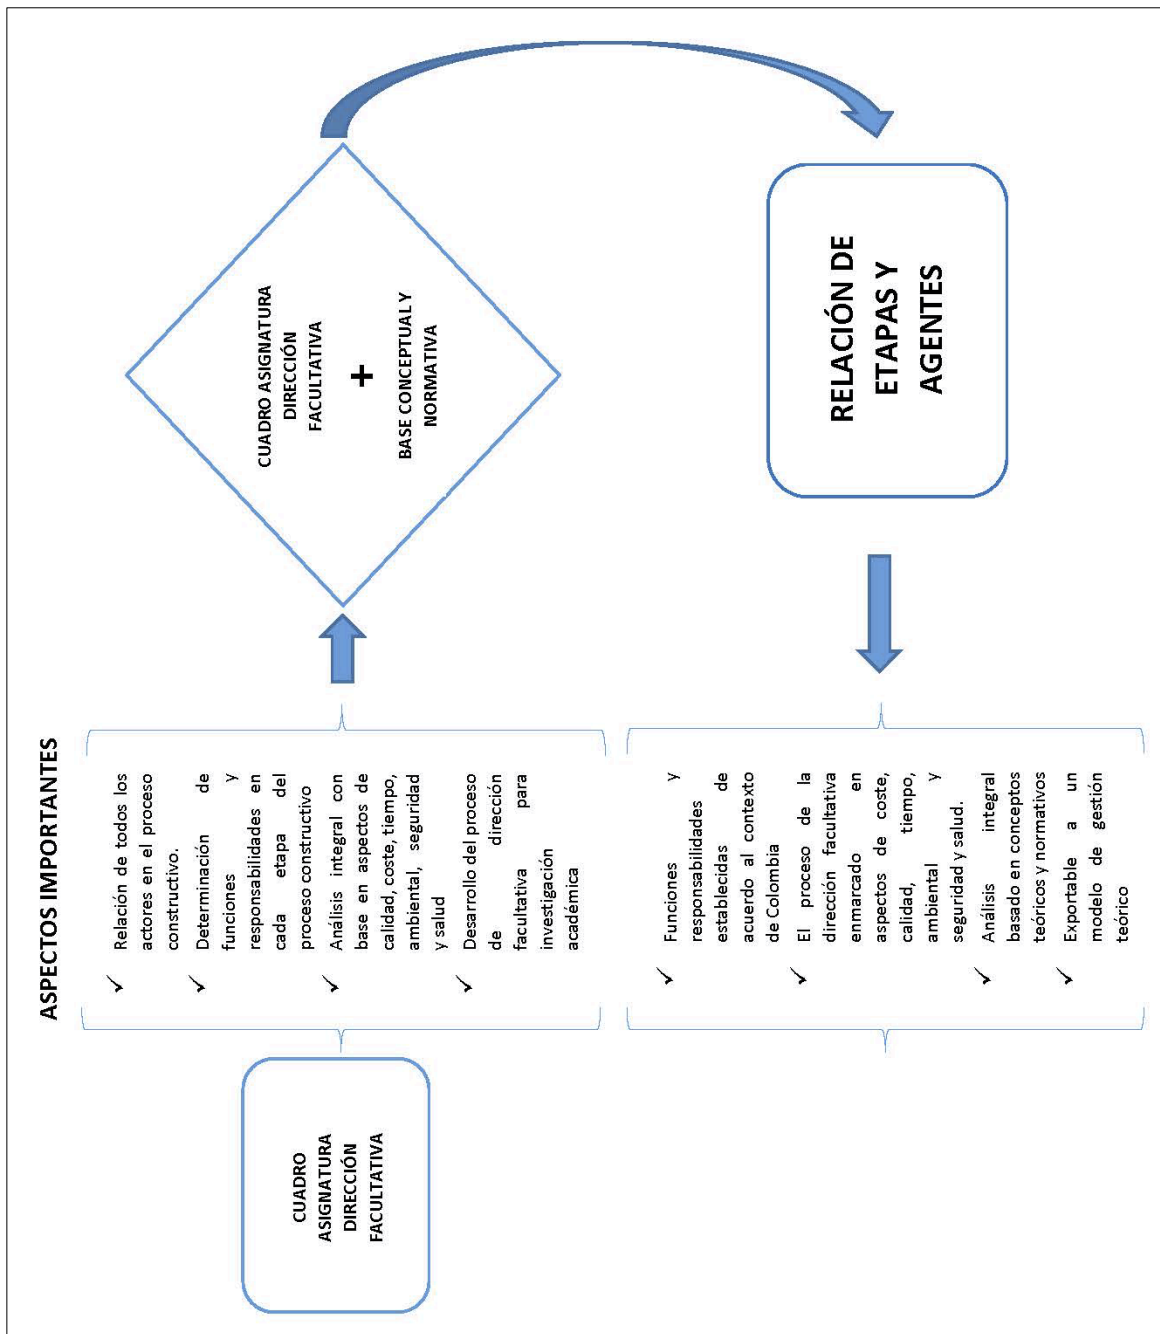 ASPECTOS IMPORTANTES
CUADRO
ASIGNATURA
DIRECCIÓN
FACULTATIVA
✓ Relación de todos los
actores en el proceso
constructivo.
✓ Determinación de
funciones y
responsabilidades en
cada etapa del
proceso constructivo
✓ Análisis integral con
base en aspectos de
calidad, coste, tiempo,
ambiental, seguridad
y salud
✓ Desarrollo del proceso
de dirección
facultativa para
investigación
académica
CUADRO ASIGNATURA
DIRECCIÓN
FACULTATIVA
+
BASE CONCEPTUAL Y
NORMATIVA
RELACIÓN DE
ETAPAS Y
AGENTES
✓ Funciones y
responsabilidades
establecidas de
acuerdo al contexto
de Colombia
✓ El proceso de la
dirección facultativa
enmarcado en
aspectos de coste,
calidad, tiempo,
ambiental y
seguridad y salud.
✓ Análisis integral
basado en conceptos
teóricos y normativos
✓ Exportable a un
modelo de gestión
teórico